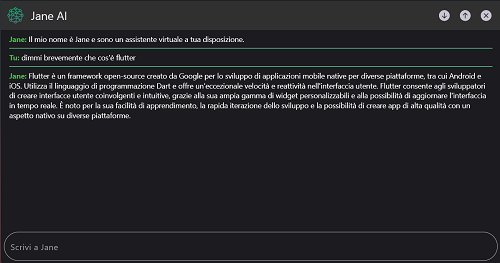 Jane AI
Jane: Il mio nome è Jane e sono un assistente virtuale a tua disposizione.
Tu: dimmi brevemente che cos'é flutter
Jane: Flutter è un framework open-source creato da Google per lo sviluppo di applicazioni mobile native per diverse piattaforme, tra cui Android e
iOS. Utilizza il linguaggio di programmazione Dart e offre un'eccezionale velocità e reattività nell'interfaccia utente. Flutter consente agli sviluppatori
di creare interfacce utente coinvolgenti e intuitive, grazie alla sua ampia gamma di widget personalizzabili e alla possibilità di aggiornare l'interfaccia
in tempo reale. È noto per la sua facilità di apprendimento, la rapida iterazione dello sviluppo e la possibilità di creare app di alta qualità con un
aspetto nativo su diverse piattaforme.
Scrivi a Jane